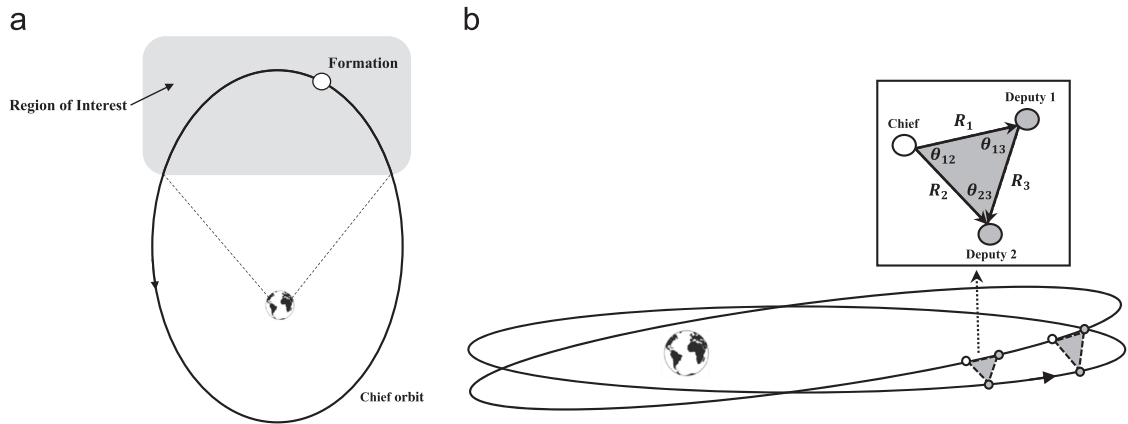 a
Formation
Region of Interest
Chief orbit
b
Deputy 1
Chief
R₁
θ₁₃
θ₁₂
R₂
θ₂₃
R₃
Deputy 2